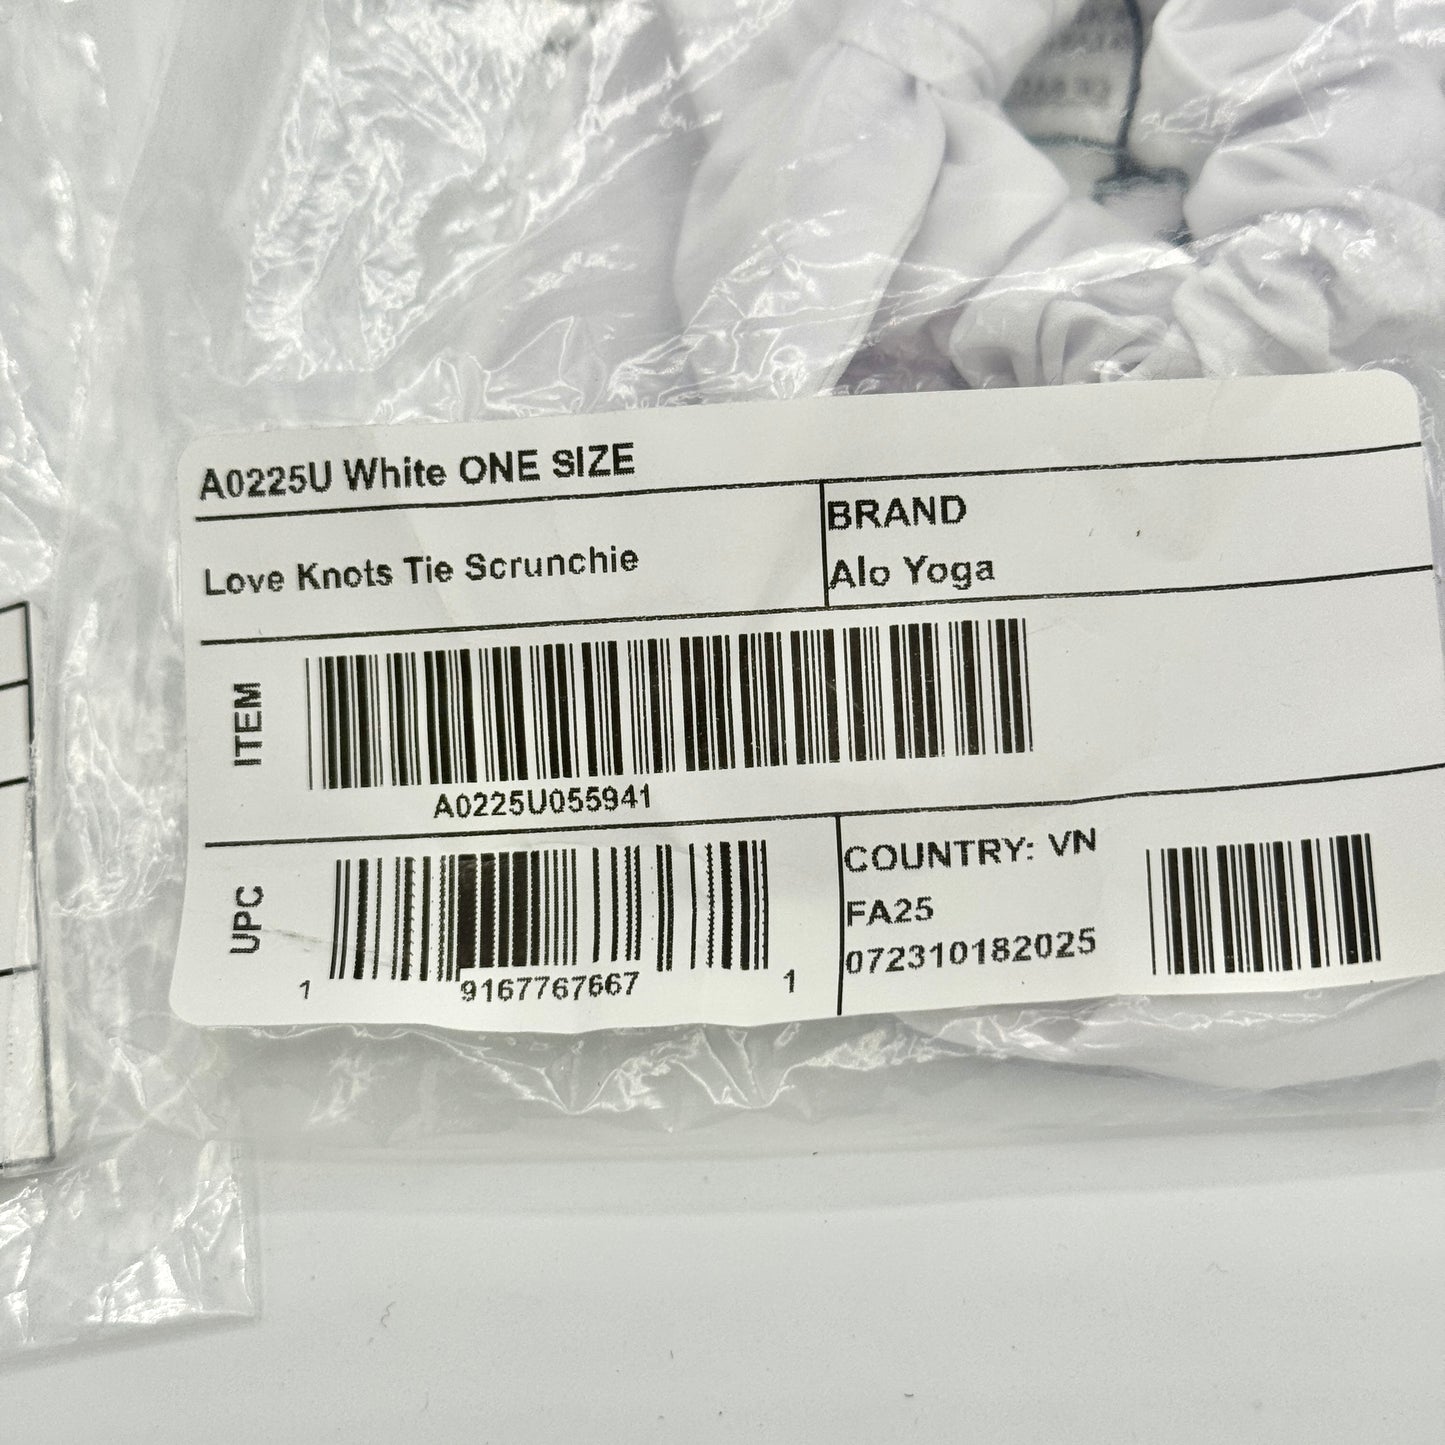 A0225U White ONE SIZE
Love Knots Tie Scrunchie
BRAND
Alo Yoga
ITEM
A0225U055941
UPC
1 9167767667 1
COUNTRY: VN
FA25
072310182025